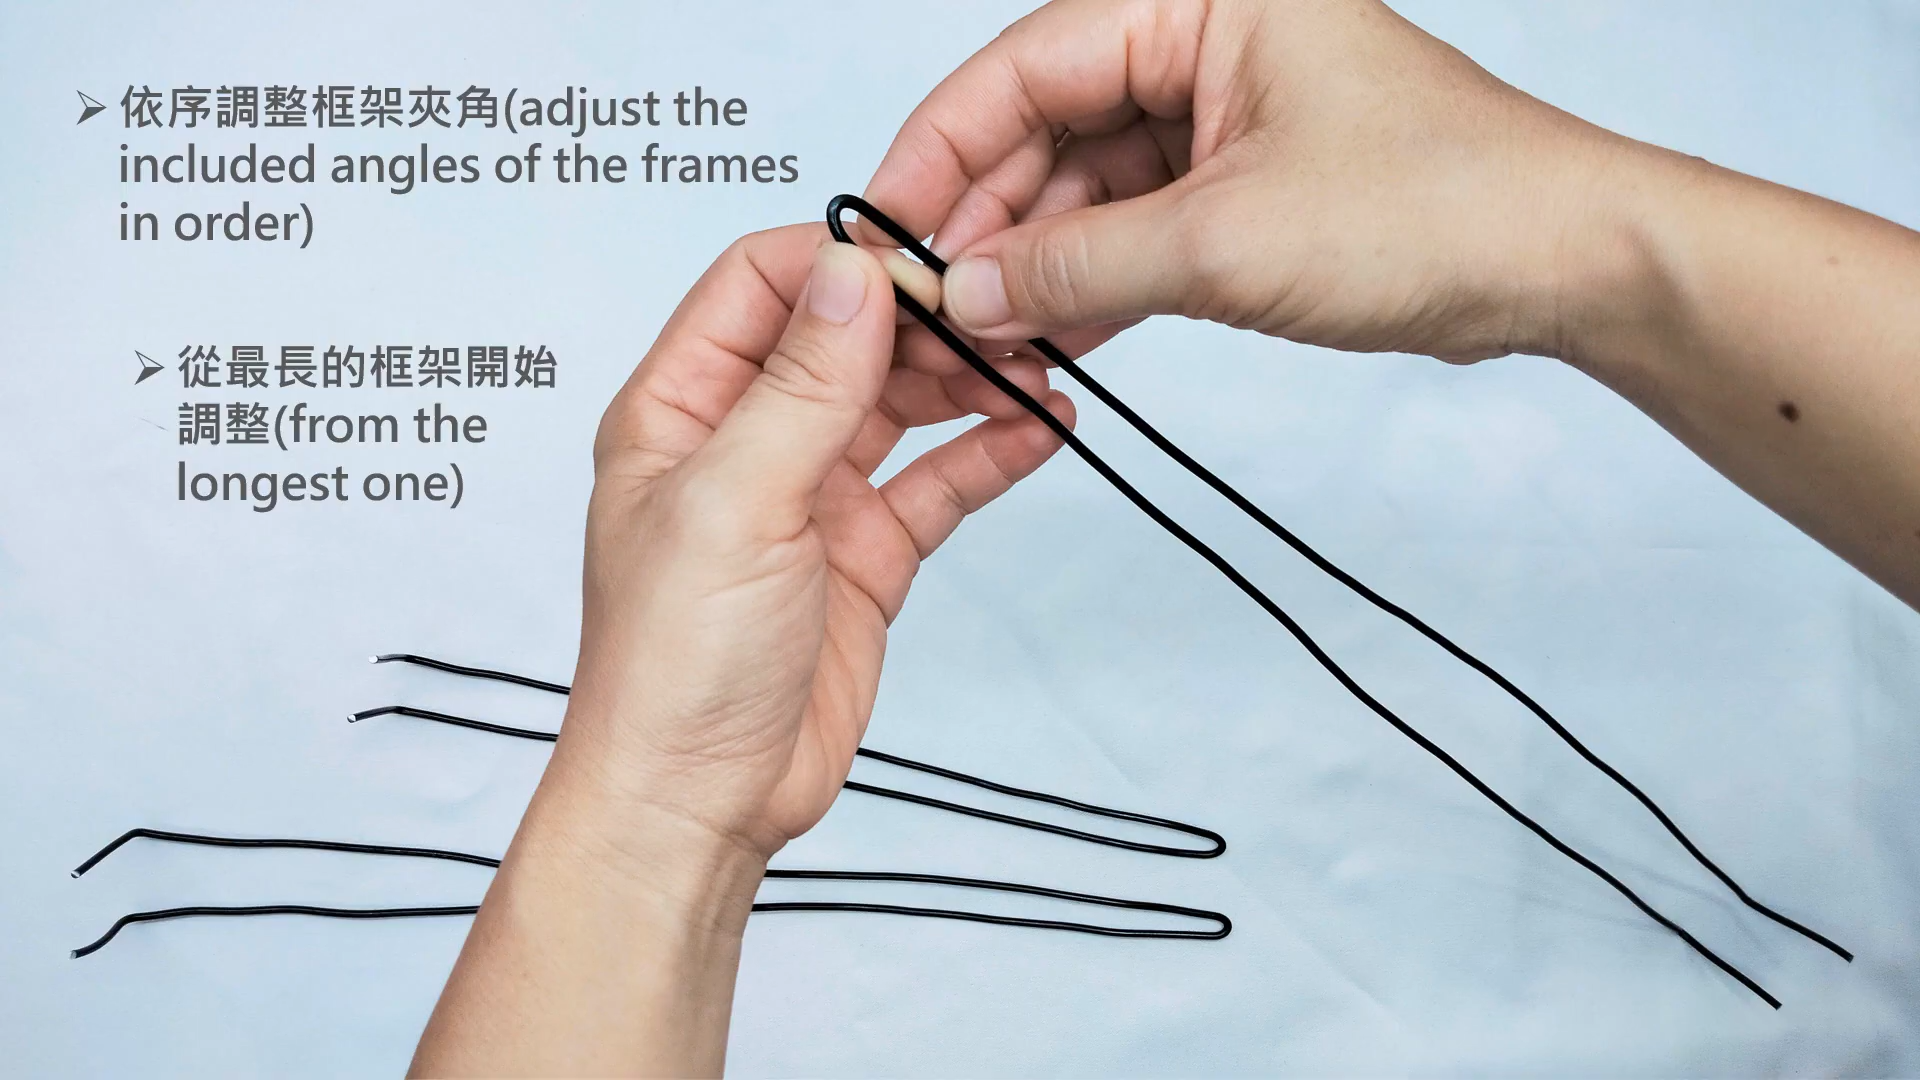 ➢ 依序調整框架夾角(adjust the
included angles of the frames
in order)
➢ 從最長的框架開始
調整(from the
longest one)